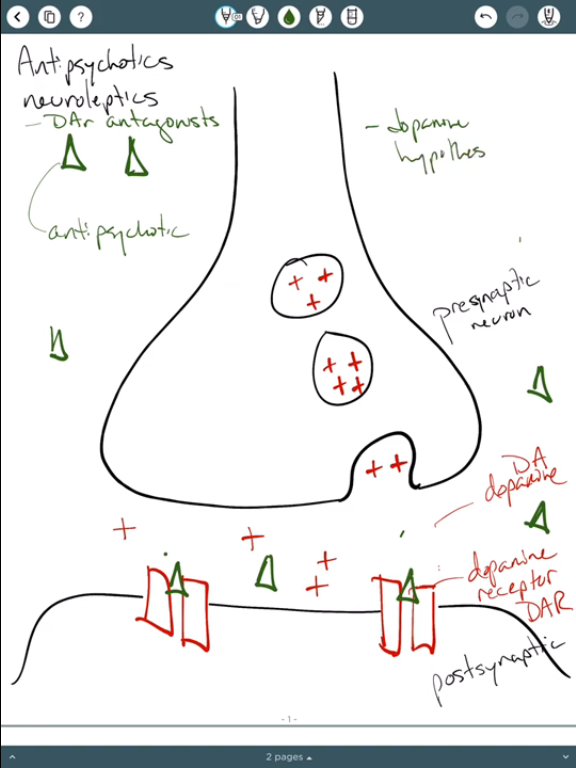 Antipsychotics
neuroleptics
- DAr antagonists
antipsychotic
- dopamine
hypothes
presynaptic
neuron
DA
dopamine
dopamine
receptor
DAR
postsynaptic
- 1 -
2 pages